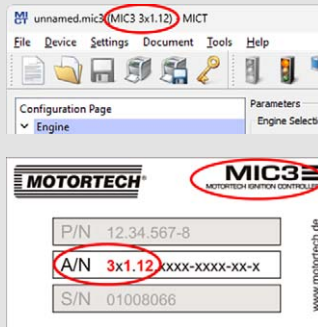 unnamed.mic3 (MIC3 3x1.12) - MICT
File Device Settings Document Tools Help
Configuration Page
Engine
Parameters
Engine Selecti
MOTORTECH®
MIC3
MOTORTECH IGNITION CONTROLLER
P/N 12.34.567-8
A/N 3x1.12.xxxx-xxxx-xx-x
S/N 01008066
www.motortech.de